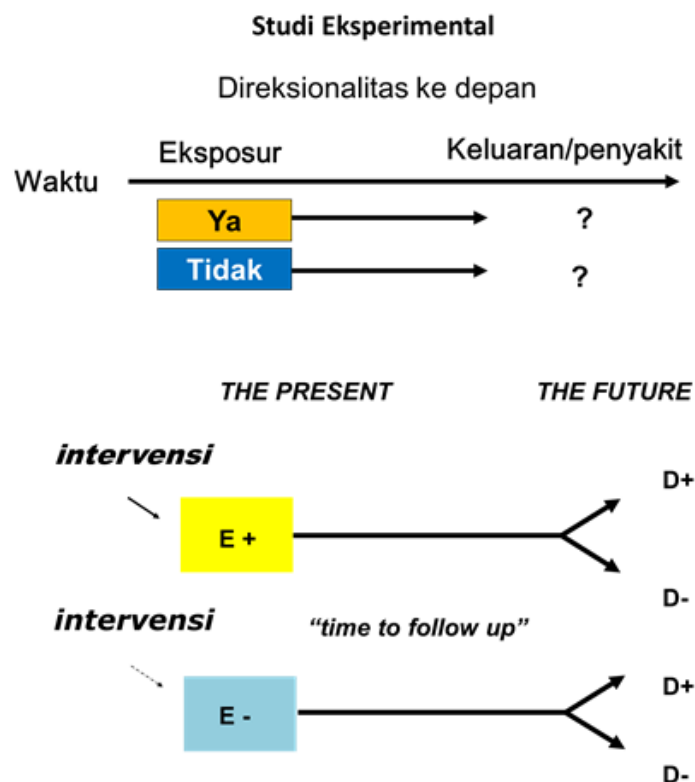 Studi Eksperimental
Direksionalitas ke depan
Eksposur
Keluaran/penyakit
Waktu
Ya
?
Tidak
?
THE PRESENT
THE FUTURE
intervensi
D+
E +
D-
intervensi
“time to follow up”
D+
E -
D-